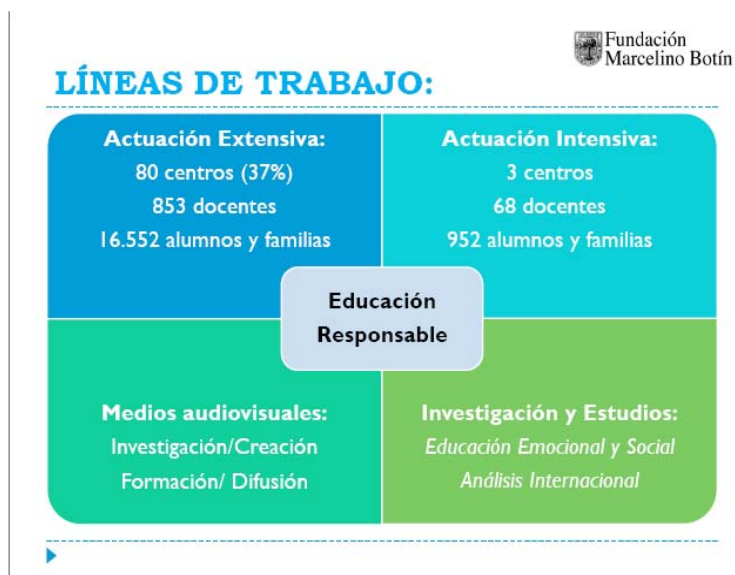 Fundación
Marcelino Botín
LÍNEAS DE TRABAJO:
Actuación Extensiva:
80 centros (37%)
853 docentes
16.552 alumnos y familias
Actuación Intensiva:
3 centros
68 docentes
952 alumnos y familias
Educación
Responsable
Medios audiovisuales:
Investigación/Creación
Formación/ Difusión
Investigación y Estudios:
Educación Emocional y Social
Análisis Internacional